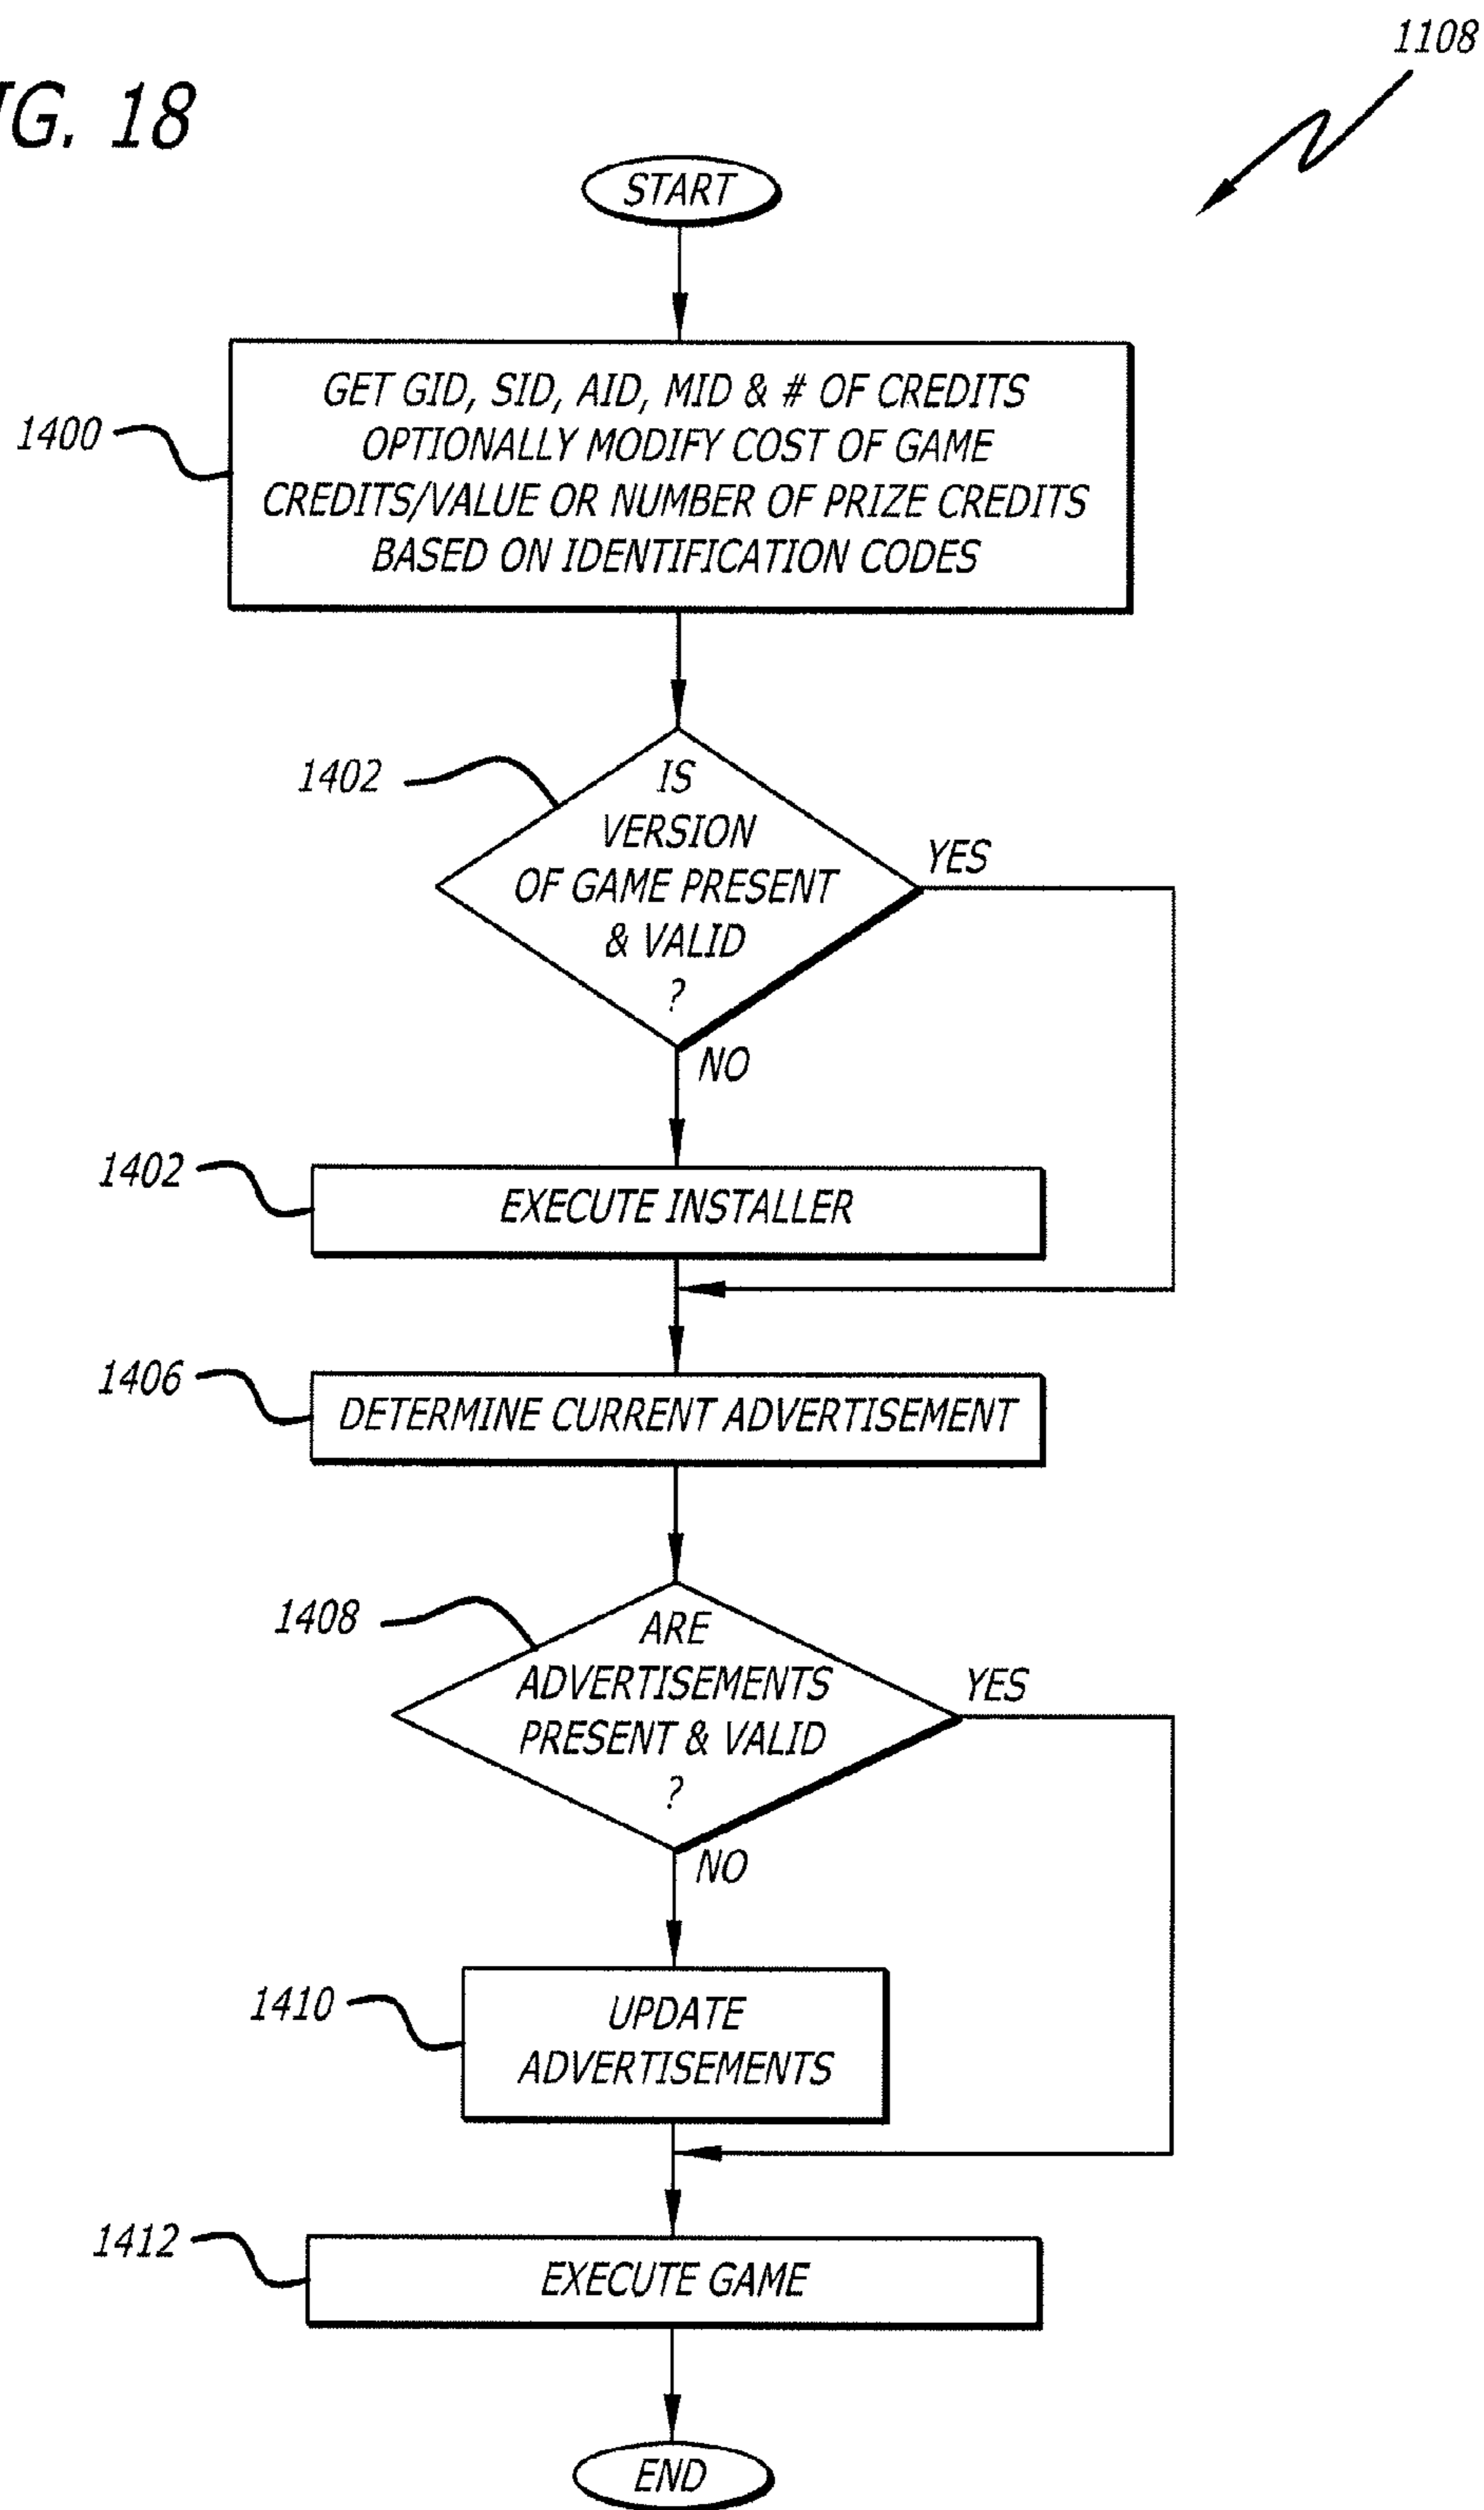 1108
G. 18
START
1400
GET GID, SID, AID, MID & # OF CREDITS
OPTIONALLY MODIFY COST OF GAME
CREDITS/VALUE OR NUMBER OF PRIZE CREDITS
BASED ON IDENTIFICATION CODES
1402
IS
VERSION
OF GAME PRESENT
& VALID
?
YES
NO
1402
EXECUTE INSTALLER
1406
DETERMINE CURRENT ADVERTISEMENT
1408
ARE
ADVERTISEMENTS
PRESENT & VALID
?
YES
NO
1410
UPDATE
ADVERTISEMENTS
1412
EXECUTE GAME
END